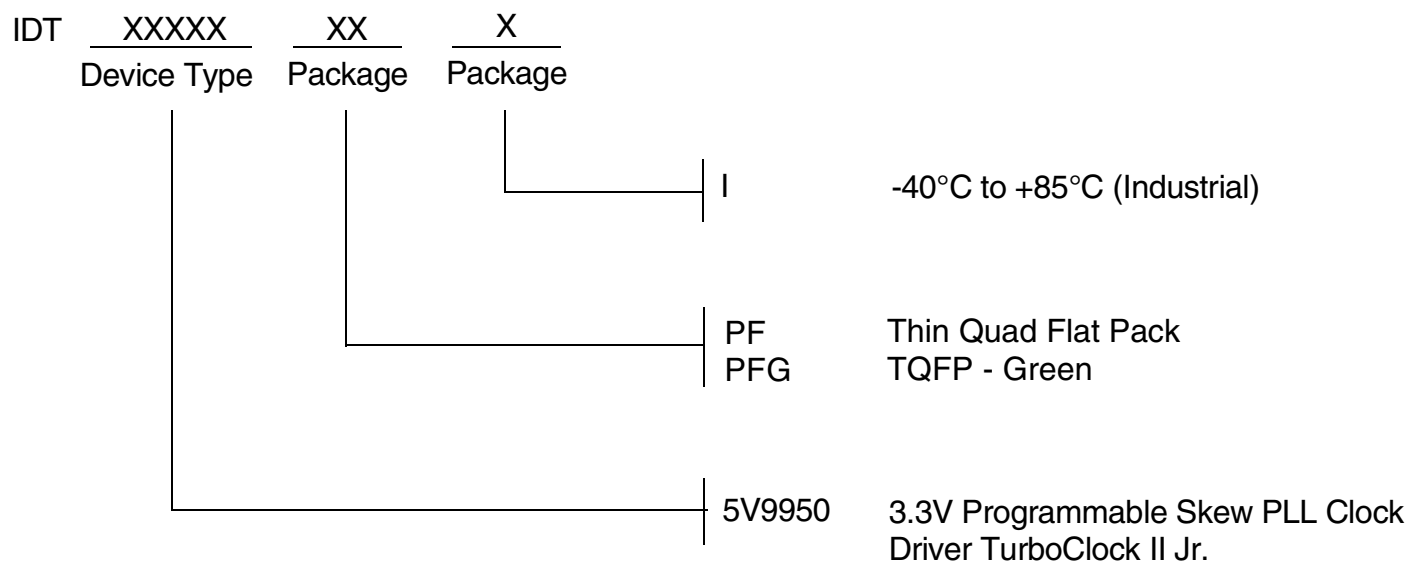 IDT XXXXX XX X
Device Type Package Package
I -40°C to +85°C (Industrial)
PF Thin Quad Flat Pack
PFG TQFP - Green
5V9950 3.3V Programmable Skew PLL Clock
Driver TurboClock II Jr.